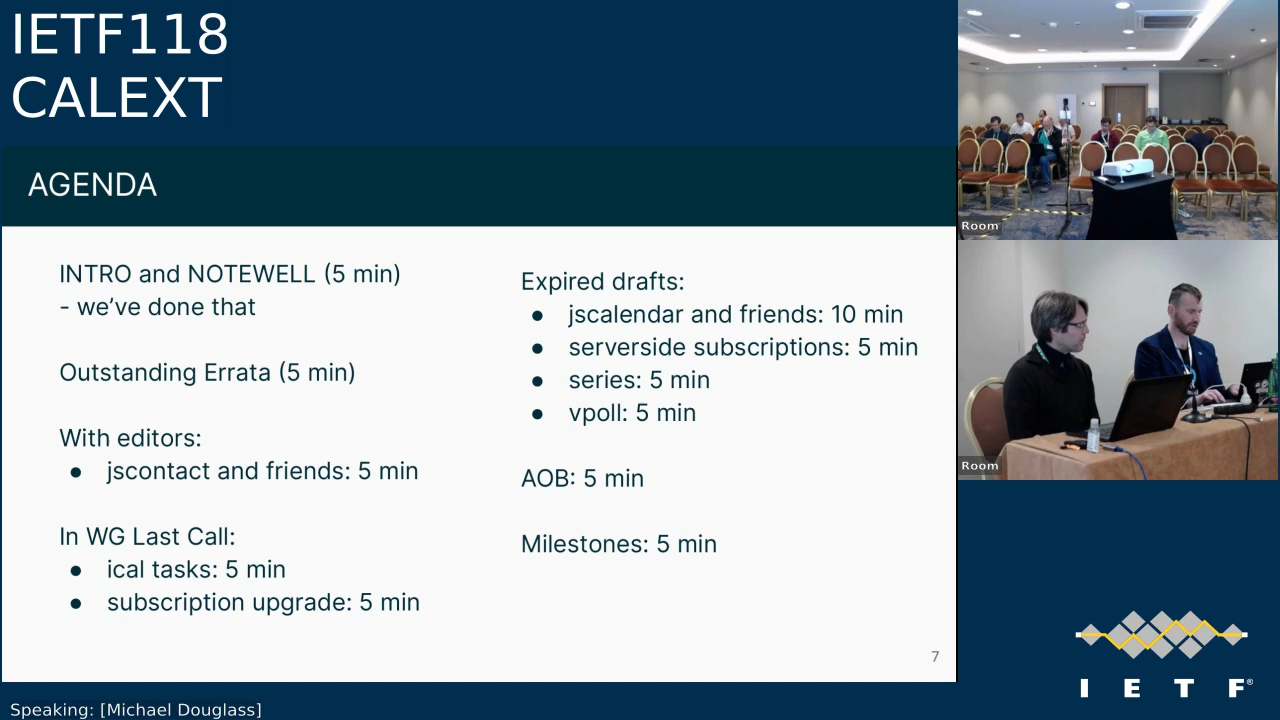 IETF118
CALEXT
AGENDA
INTRO and NOTEWELL (5 min)
- we’ve done that
Outstanding Errata (5 min)
With editors:
● jscontact and friends: 5 min
In WG Last Call:
● ical tasks: 5 min
● subscription upgrade: 5 min
Expired drafts:
● jscalendar and friends: 10 min
● serverside subscriptions: 5 min
● series: 5 min
● vpoll: 5 min
AOB: 5 min
Milestones: 5 min
7
Room
Room
I E T F®
Speaking: [Michael Douglass]